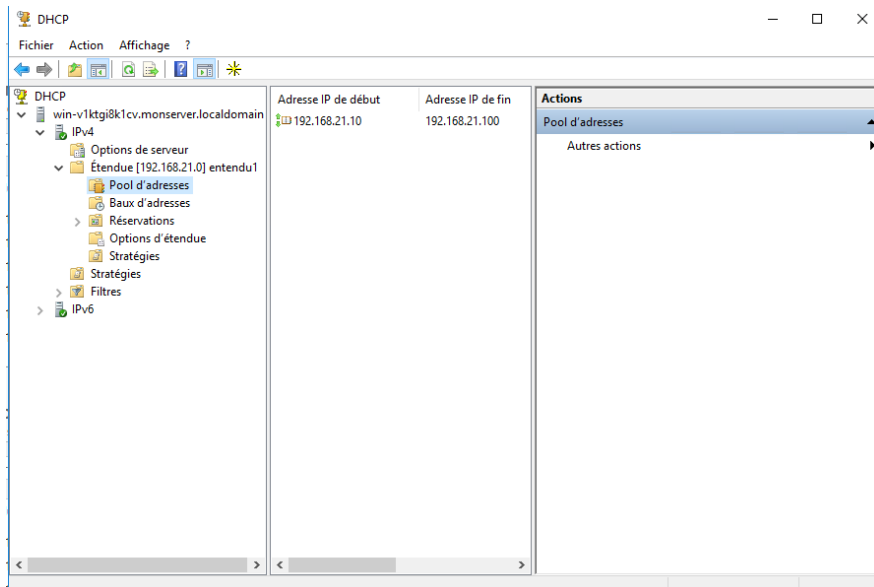 DHCP
Fichier Action Affichage ?
DHCP
win-v1ktgi8k1cv.monserver.localdomain
IPv4
Options de serveur
Étendue [192.168.21.0] entendu1
Pool d'adresses
Baux d'adresses
Réservations
Options d'étendue
Stratégies
Stratégies
Filtres
IPv6
Adresse IP de début Adresse IP de fin
192.168.21.10 192.168.21.100
Actions
Pool d'adresses
Autres actions